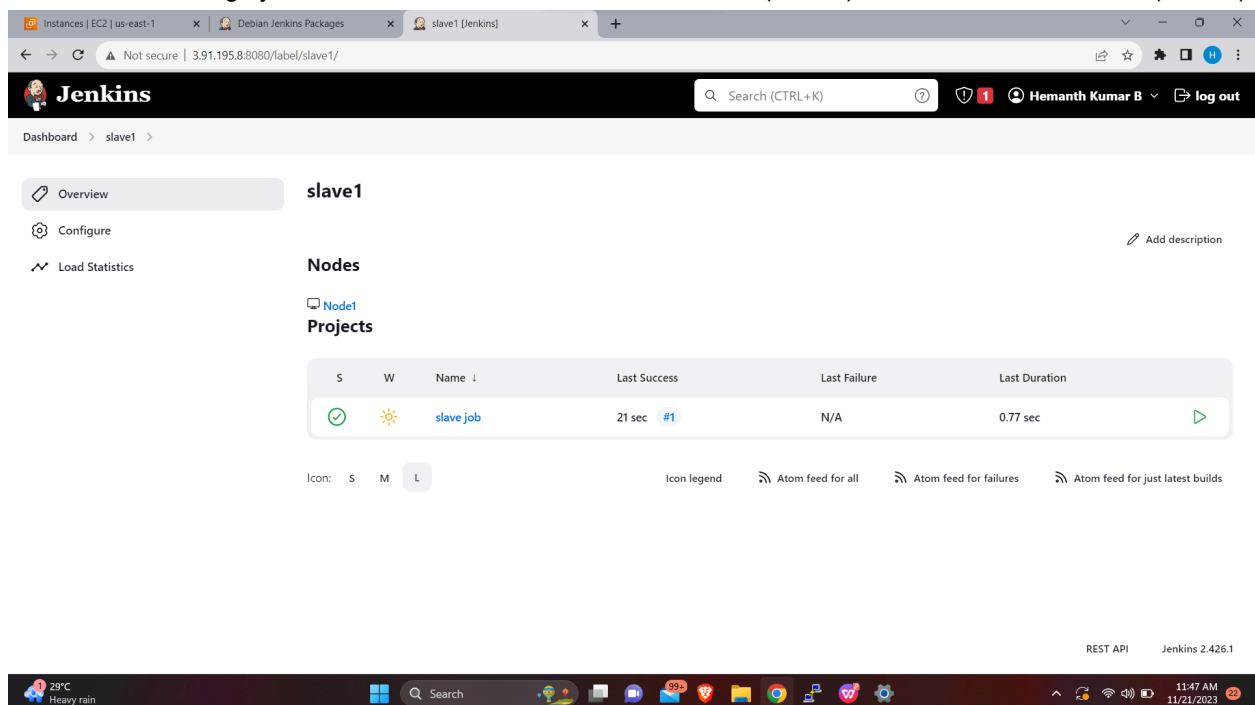 Instances | EC2 | us-east-1
Debian Jenkins Packages
slave1 [Jenkins]
Not secure | 3.91.195.8:8080/label/slave1/
H
Jenkins
Search (CTRL+K)
1
Hemanth Kumar B
log out
Dashboard > slave1 >
Overview
Configure
Load Statistics
slave1
Add description
Nodes
Node1
Projects
S W Name ↓ Last Success Last Failure Last Duration
slave job 21 sec #1 N/A 0.77 sec
Icon: S M L
Icon legend Atom feed for all Atom feed for failures Atom feed for just latest builds
REST API Jenkins 2.426.1
1
29°C
Heavy rain
Search
99+
11:47 AM
11/21/2023
22